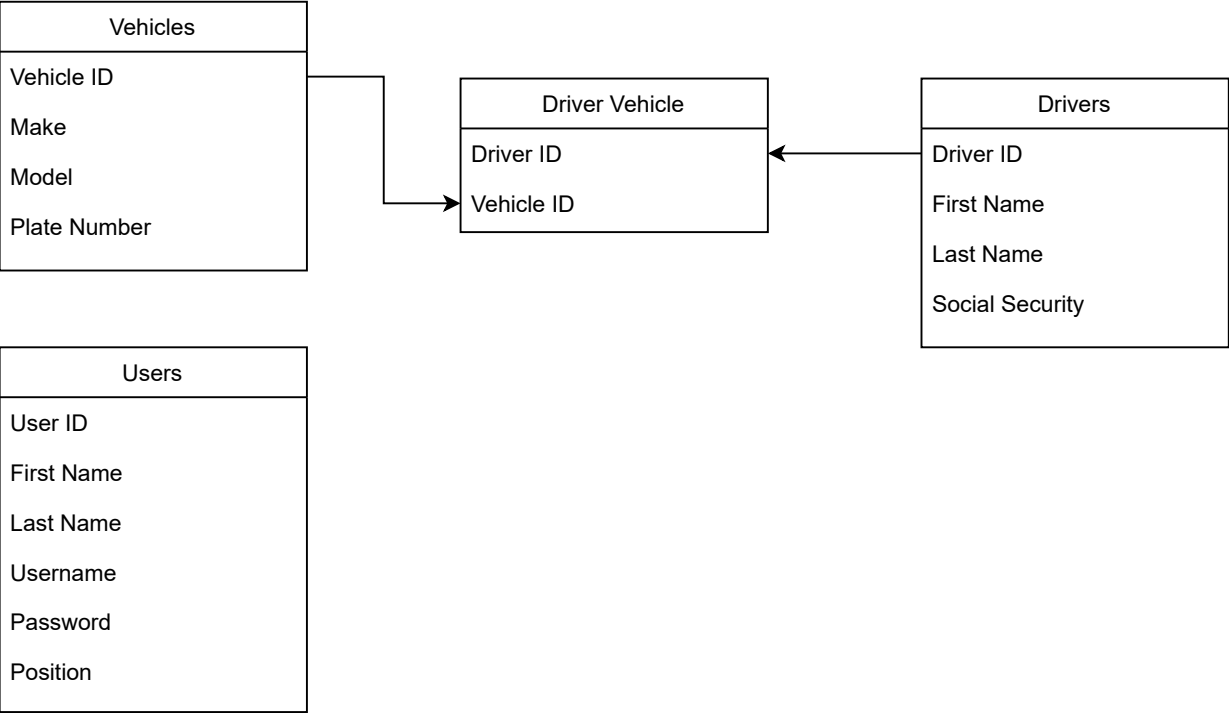 Vehicles
Vehicle ID
Make
Model
Plate Number
Driver Vehicle
Driver ID
Vehicle ID
Drivers
Driver ID
First Name
Last Name
Social Security
Users
User ID
First Name
Last Name
Username
Password
Position